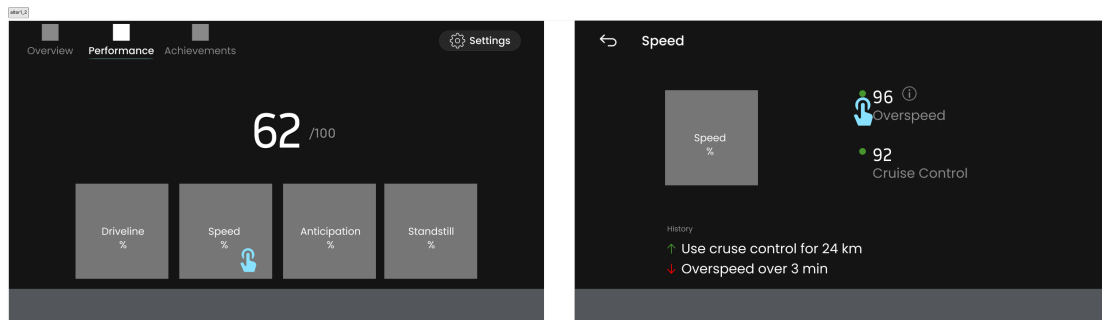 alter1_2
Overview Performance Achievements
Settings
62 /100
Driveline
%
Speed
%
Anticipation
%
Standstill
%
Speed
Speed
%
96
Overspeed
92
Cruise Control
History
↑ Use cruse control for 24 km
↓ Overspeed over 3 min